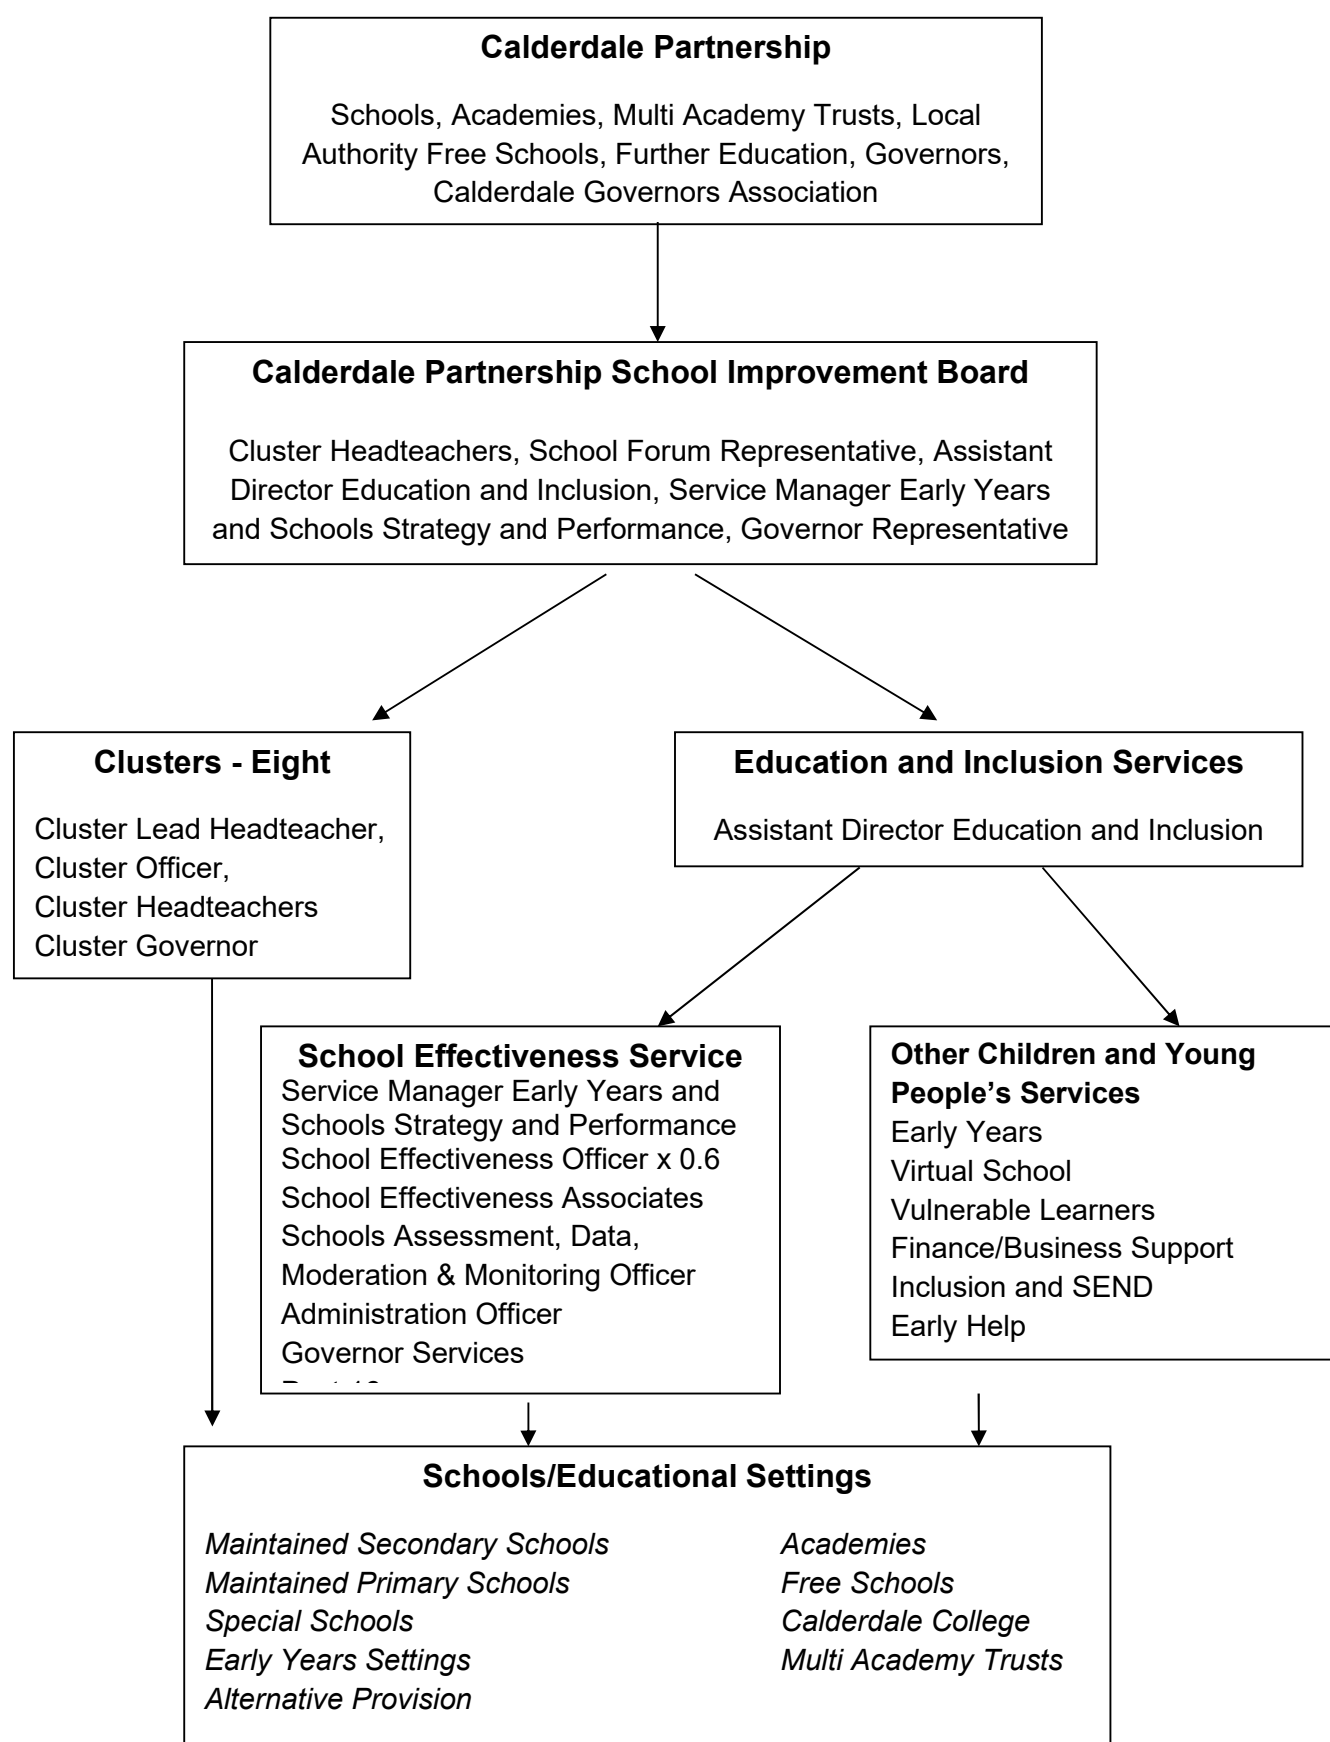 Calderdale Partnership
Schools, Academies, Multi Academy Trusts, Local
Authority Free Schools, Further Education, Governors,
Calderdale Governors Association
Calderdale Partnership School Improvement Board
Cluster Headteachers, School Forum Representative, Assistant
Director Education and Inclusion, Service Manager Early Years
and Schools Strategy and Performance, Governor Representative
Clusters - Eight
Cluster Lead Headteacher,
Cluster Officer,
Cluster Headteachers
Cluster Governor
Education and Inclusion Services
Assistant Director Education and Inclusion
School Effectiveness Service
Service Manager Early Years and
Schools Strategy and Performance
School Effectiveness Officer x 0.6
School Effectiveness Associates
Schools Assessment, Data,
Moderation & Monitoring Officer
Administration Officer
Governor Services
Other Children and Young
People’s Services
Early Years
Virtual School
Vulnerable Learners
Finance/Business Support
Inclusion and SEND
Early Help
Schools/Educational Settings
Maintained Secondary Schools
Maintained Primary Schools
Special Schools
Early Years Settings
Alternative Provision
Academies
Free Schools
Calderdale College
Multi Academy Trusts